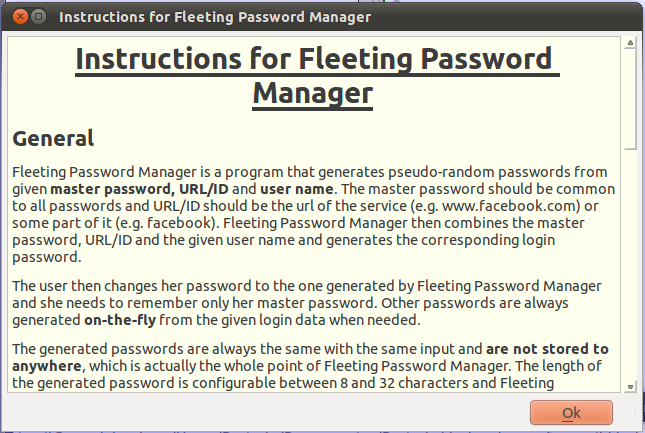 Instructions for Fleeting Password Manager
Instructions for Fleeting Password
Manager
General
Fleeting Password Manager is a program that generates pseudo-random passwords from
given master password, URL/ID and user name. The master password should be common
to all passwords and URL/ID should be the url of the service (e.g. www.facebook.com) or
some part of it (e.g. facebook). Fleeting Password Manager then combines the master
password, URL/ID and the given user name and generates the corresponding login
password.
The user then changes her password to the one generated by Fleeting Password Manager
and she needs to remember only her master password. Other passwords are always
generated on-the-fly from the given login data when needed.
The generated passwords are always the same with the same input and are not stored to
anywhere, which is actually the whole point of Fleeting Password Manager. The length of
the generated password is configurable between 8 and 32 characters and Fleeting
Ok